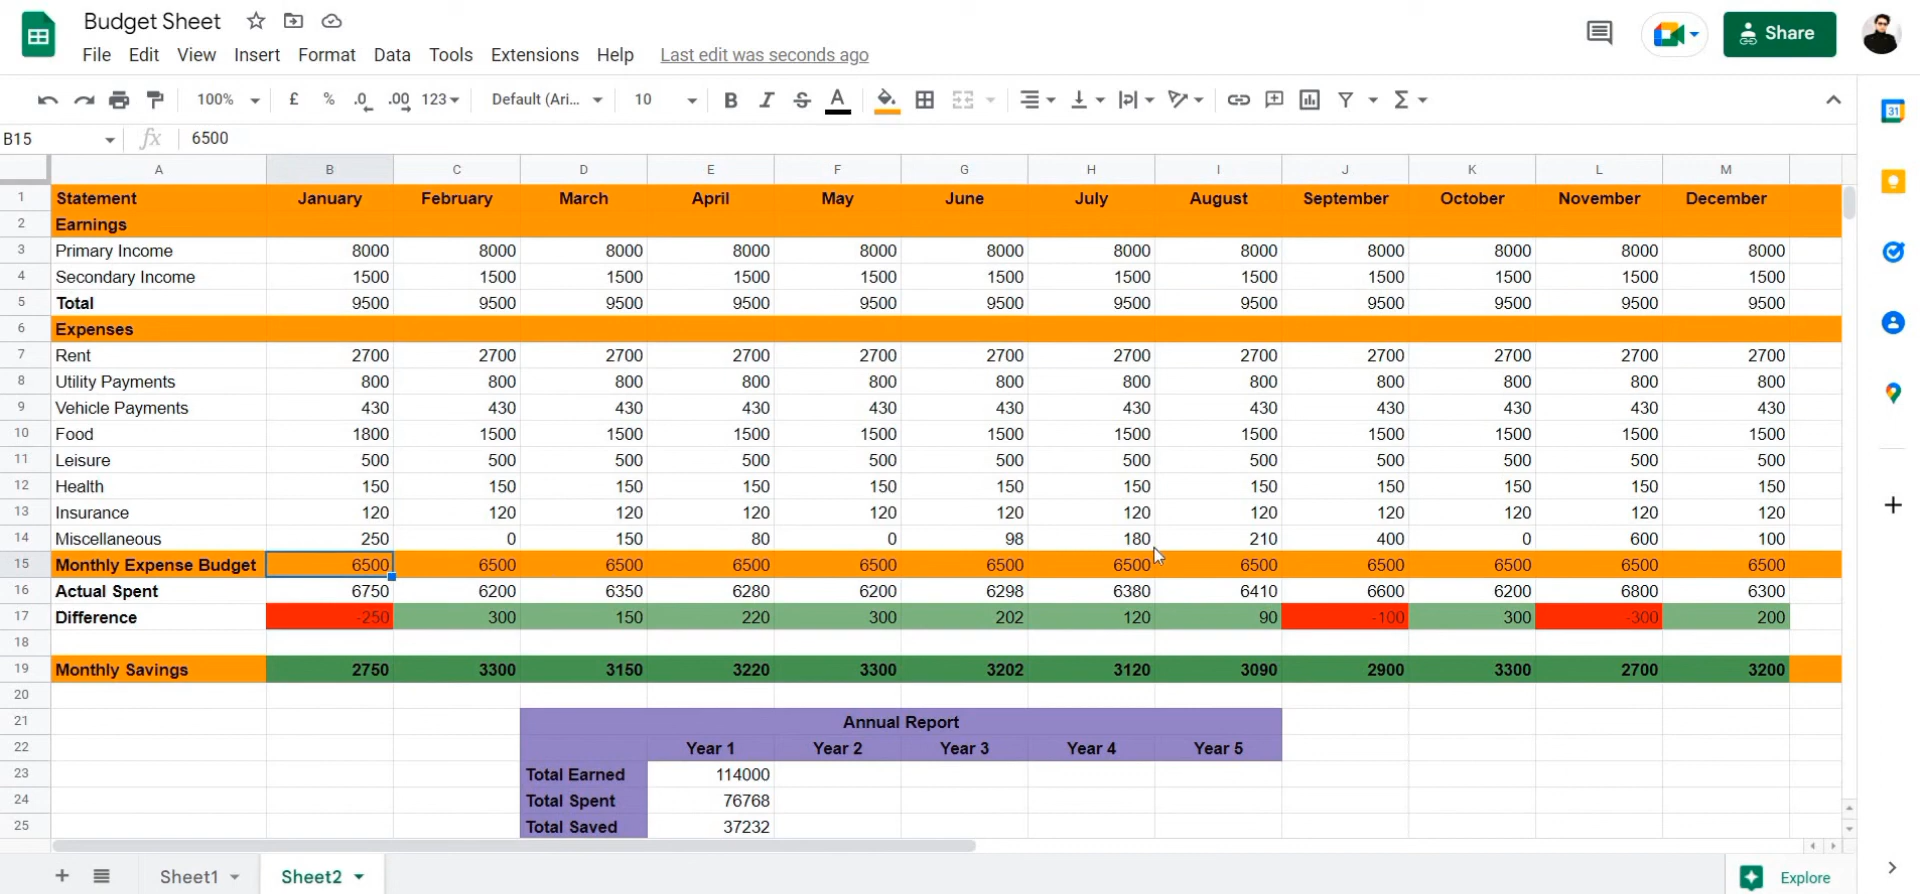 Budget Sheet
File Edit View Insert Format Data Tools Extensions Help Last edit was seconds ago
Share
100% £ % .0 .00 123 Default (Ari... 10 B I S A
31
B15 fx 6500
A B C D E F G H I J K L M
1 Statement January February March April May June July August September October November December
2 Earnings
3 Primary Income 8000 8000 8000 8000 8000 8000 8000 8000 8000 8000 8000 8000
4 Secondary Income 1500 1500 1500 1500 1500 1500 1500 1500 1500 1500 1500 1500
5 Total 9500 9500 9500 9500 9500 9500 9500 9500 9500 9500 9500 9500
6 Expenses
7 Rent 2700 2700 2700 2700 2700 2700 2700 2700 2700 2700 2700 2700
8 Utility Payments 800 800 800 800 800 800 800 800 800 800 800 800
9 Vehicle Payments 430 430 430 430 430 430 430 430 430 430 430 430
10 Food 1800 1500 1500 1500 1500 1500 1500 1500 1500 1500 1500 1500
11 Leisure 500 500 500 500 500 500 500 500 500 500 500 500
12 Health 150 150 150 150 150 150 150 150 150 150 150 150
13 Insurance 120 120 120 120 120 120 120 120 120 120 120 120
14 Miscellaneous 250 0 150 80 0 98 180 210 400 0 600 100
15 Monthly Expense Budget 6500 6500 6500 6500 6500 6500 6500 6500 6500 6500 6500 6500
16 Actual Spent 6750 6200 6350 6280 6200 6298 6380 6410 6600 6200 6800 6300
17 Difference -250 300 150 220 300 202 120 90 -100 300 -300 200
18
19 Monthly Savings 2750 3300 3150 3220 3300 3202 3120 3090 2900 3300 2700 3200
20
21 Annual Report
22 Year 1 Year 2 Year 3 Year 4 Year 5
23 Total Earned 114000
24 Total Spent 76768
25 Total Saved 37232
Sheet1 Sheet2 Explore